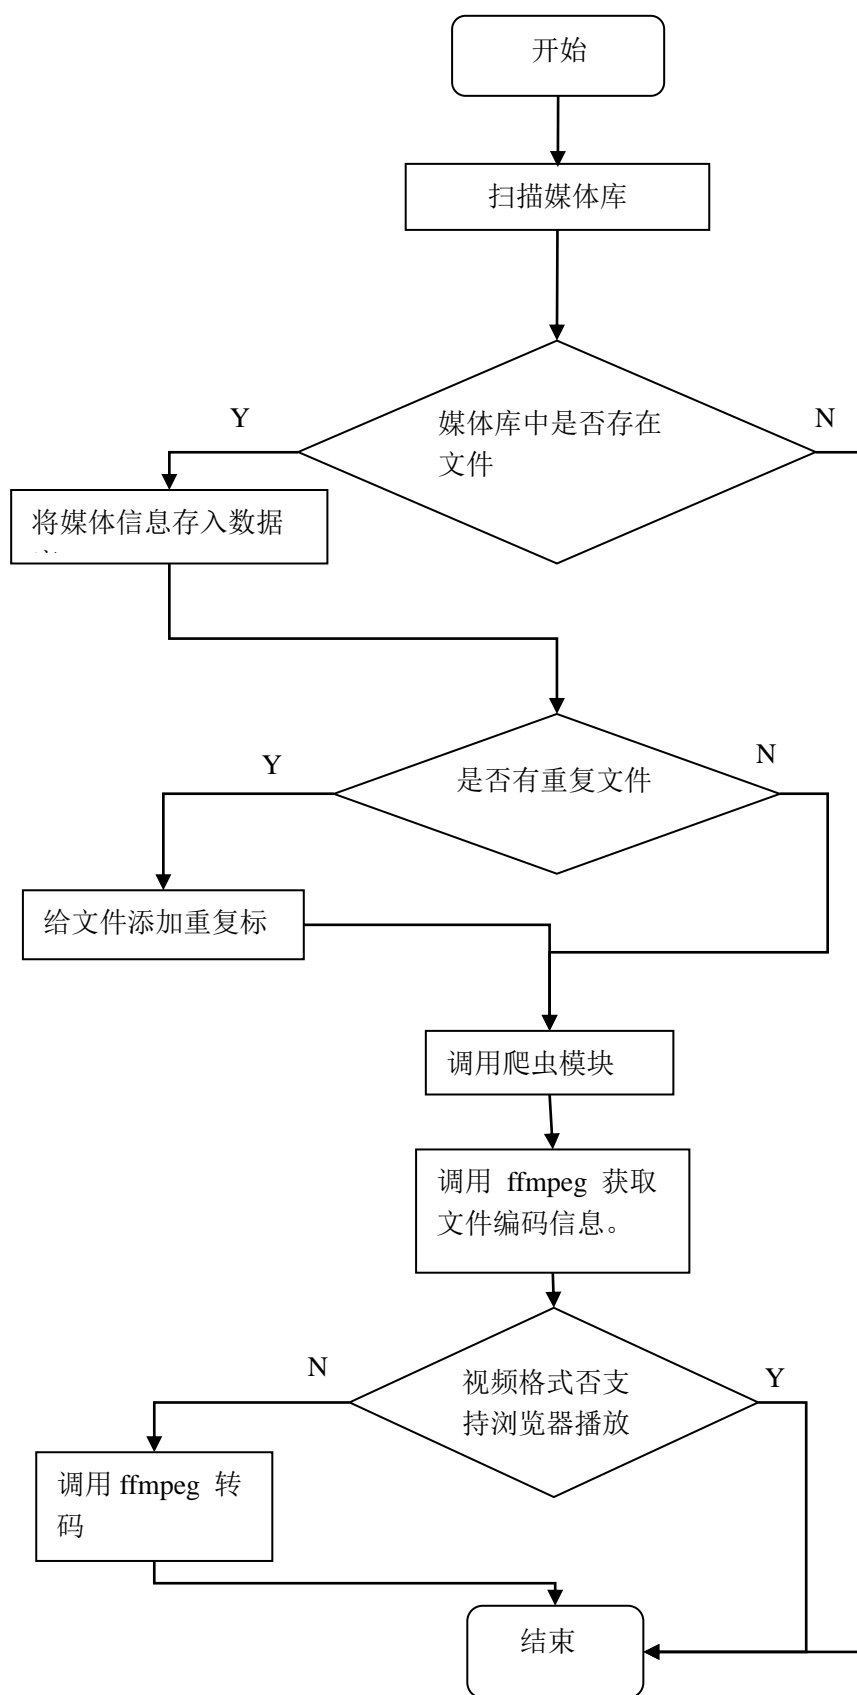 开始
扫描媒体库
Y
N
媒体库中是否存在
文件
将媒体信息存入数据
Y
N
是否有重复文件
给文件添加重复标
调用爬虫模块
调用 ffmpeg 获取
文件编码信息。
N
Y
视频格式否支
持浏览器播放
调用 ffmpeg 转
码
结束